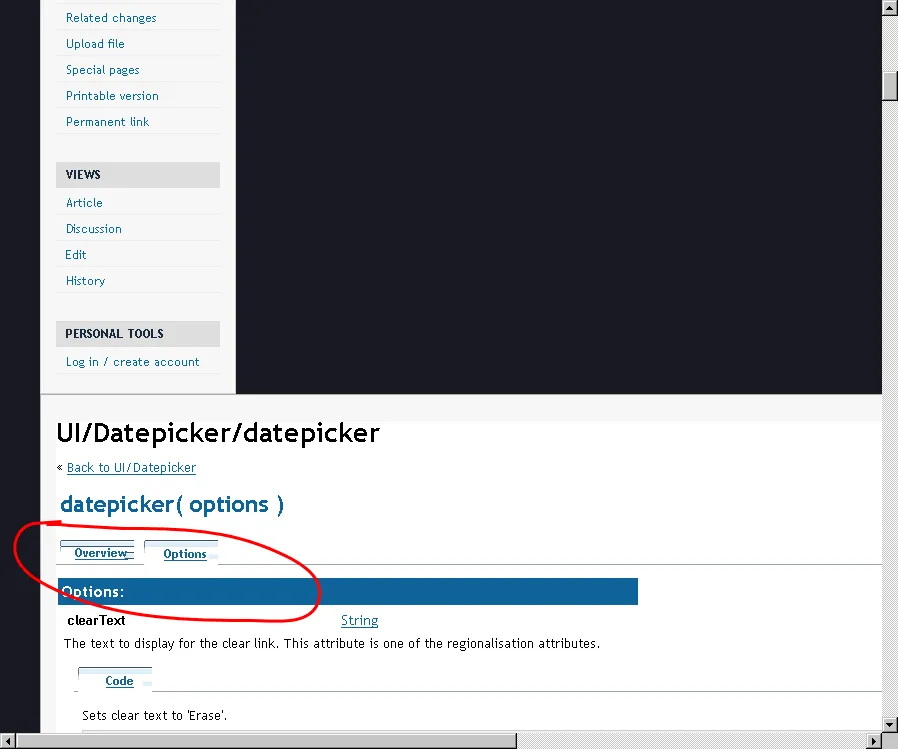 Related changes
Upload file
Special pages
Printable version
Permanent link
VIEWS
Article
Discussion
Edit
History
PERSONAL TOOLS
Log in / create account
UI/Datepicker/datepicker
« Back to UI/Datepicker
datepicker( options )
Overview Options
Options:
clearText String
The text to display for the clear link. This attribute is one of the regionalisation attributes.
Code
Sets clear text to 'Erase'.